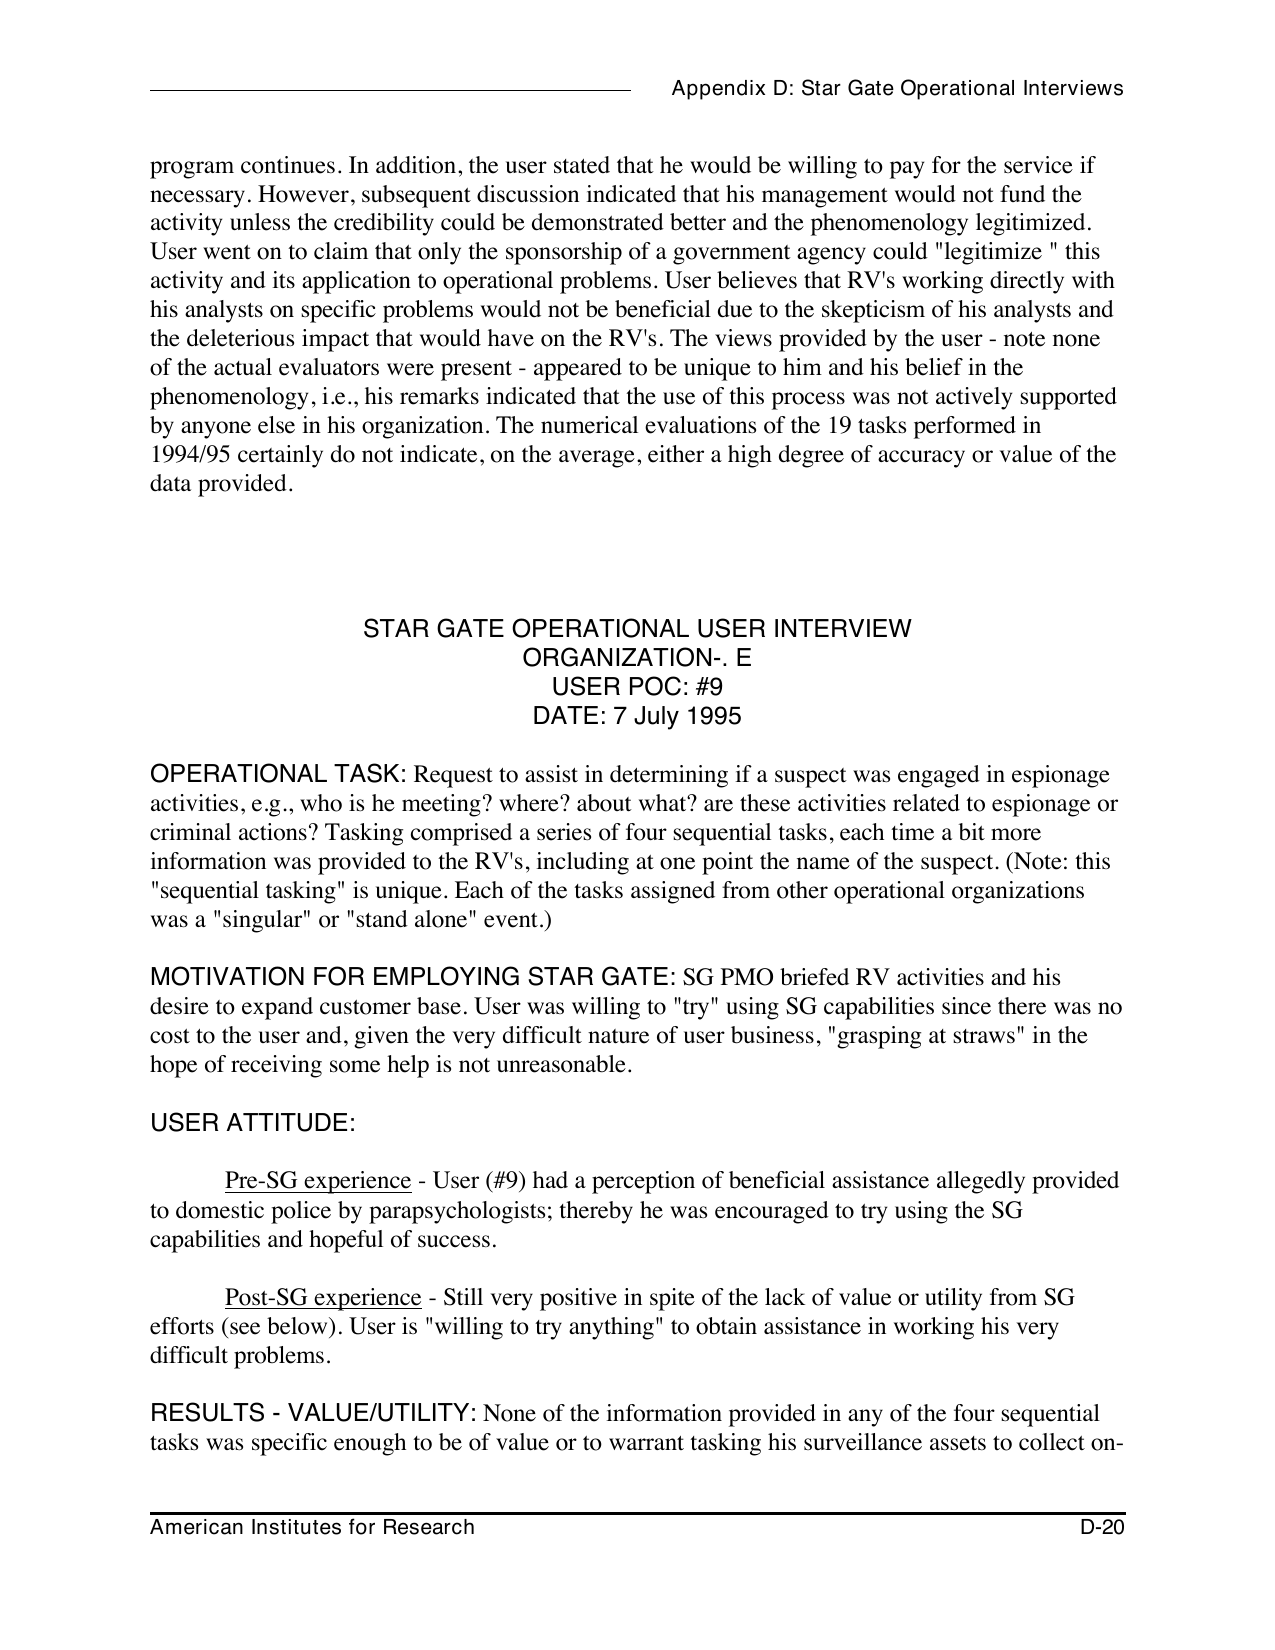 Appendix D: Star Gate Operational Interviews
program continues. In addition, the user stated that he would be willing to pay for the service if
necessary. However, subsequent discussion indicated that his management would not fund the
activity unless the credibility could be demonstrated better and the phenomenology legitimized.
User went on to claim that only the sponsorship of a government agency could "legitimize " this
activity and its application to operational problems. User believes that RV's working directly with
his analysts on specific problems would not be beneficial due to the skepticism of his analysts and
the deleterious impact that would have on the RV's. The views provided by the user - note none
of the actual evaluators were present - appeared to be unique to him and his belief in the
phenomenology, i.e., his remarks indicated that the use of this process was not actively supported
by anyone else in his organization. The numerical evaluations of the 19 tasks performed in
1994/95 certainly do not indicate, on the average, either a high degree of accuracy or value of the
data provided.
STAR GATE OPERATIONAL USER INTERVIEW
ORGANIZATION-. E
USER POC: #9
DATE: 7 July 1995
OPERATIONAL TASK: Request to assist in determining if a suspect was engaged in espionage
activities, e.g., who is he meeting? where? about what? are these activities related to espionage or
criminal actions? Tasking comprised a series of four sequential tasks, each time a bit more
information was provided to the RV's, including at one point the name of the suspect. (Note: this
"sequential tasking" is unique. Each of the tasks assigned from other operational organizations
was a "singular" or "stand alone" event.)
MOTIVATION FOR EMPLOYING STAR GATE: SG PMO briefed RV activities and his
desire to expand customer base. User was willing to "try" using SG capabilities since there was no
cost to the user and, given the very difficult nature of user business, "grasping at straws" in the
hope of receiving some help is not unreasonable.
USER ATTITUDE:
Pre-SG experience - User (#9) had a perception of beneficial assistance allegedly provided
to domestic police by parapsychologists; thereby he was encouraged to try using the SG
capabilities and hopeful of success.
Post-SG experience - Still very positive in spite of the lack of value or utility from SG
efforts (see below). User is "willing to try anything" to obtain assistance in working his very
difficult problems.
RESULTS - VALUE/UTILITY: None of the information provided in any of the four sequential
tasks was specific enough to be of value or to warrant tasking his surveillance assets to collect on-
American Institutes for Research D-20